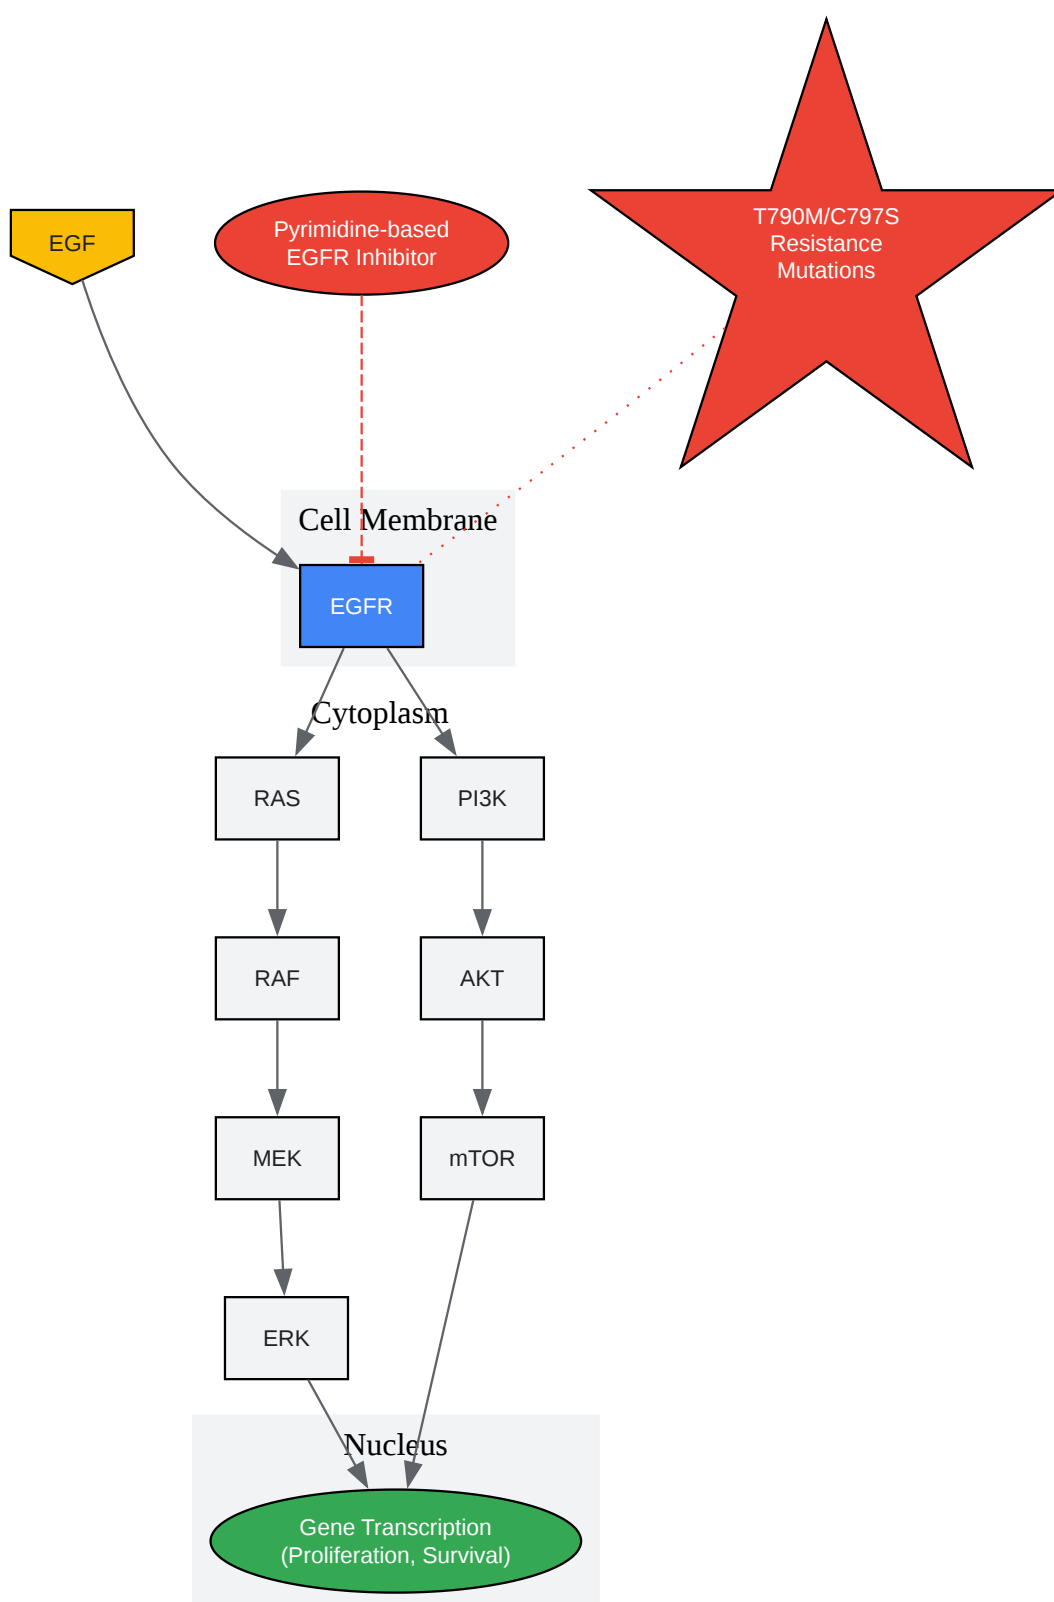 T790M/C797S
Resistance
Mutations
EGF
Pyrimidine-based
EGFR Inhibitor
Cell Membrane
EGFR
Cytoplasm
RAS
PI3K
RAF
AKT
MEK
mTOR
ERK
Nucleus
Gene Transcription
(Proliferation, Survival)